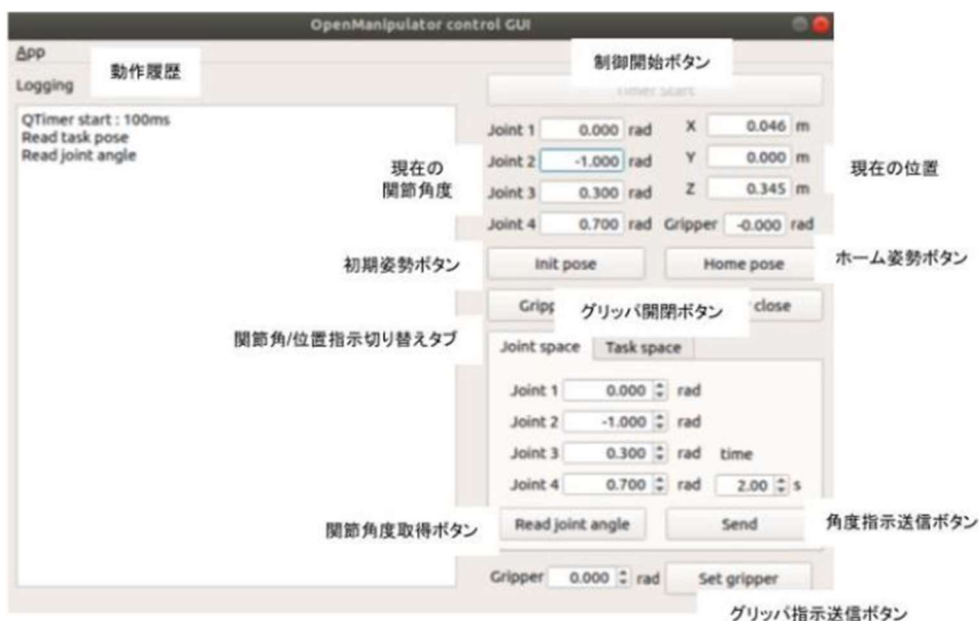 OpenManipulator control GUI
App
動作履歴
制御開始ボタン
Logging
Timer Start
QTimer start : 100ms
Read task pose
Read joint angle
現在の
関節角度
Joint 1 0.000 rad X 0.046 m
Joint 2 -1.000 rad Y 0.000 m
Joint 3 0.300 rad Z 0.345 m
Joint 4 0.700 rad Gripper -0.000 rad
現在の位置
初期姿勢ボタン
Init pose
Home pose
ホーム姿勢ボタン
グリッパ開閉ボタン
close
関節角/位置指示切り替えタブ
Joint space Task space
Joint 1 0.000 rad
Joint 2 -1.000 rad
Joint 3 0.300 rad time
Joint 4 0.700 rad 2.00 s
関節角度取得ボタン
Read joint angle
Send
角度指示送信ボタン
Gripper 0.000 rad Set gripper
グリッパ指示送信ボタン